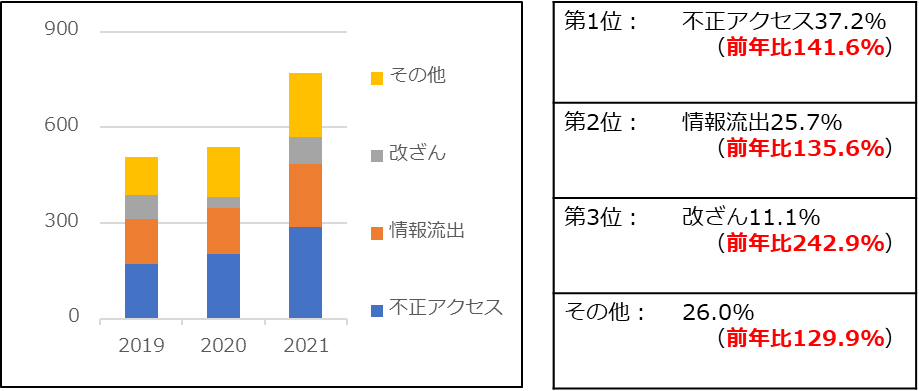 900
600
300
0
2019 2020 2021
その他
改ざん
情報流出
不正アクセス
第1位： 不正アクセス37.2%
（前年比141.6%）
第2位： 情報流出25.7%
（前年比135.6%）
第3位： 改ざん11.1%
（前年比242.9%）
その他： 26.0%
（前年比129.9%）